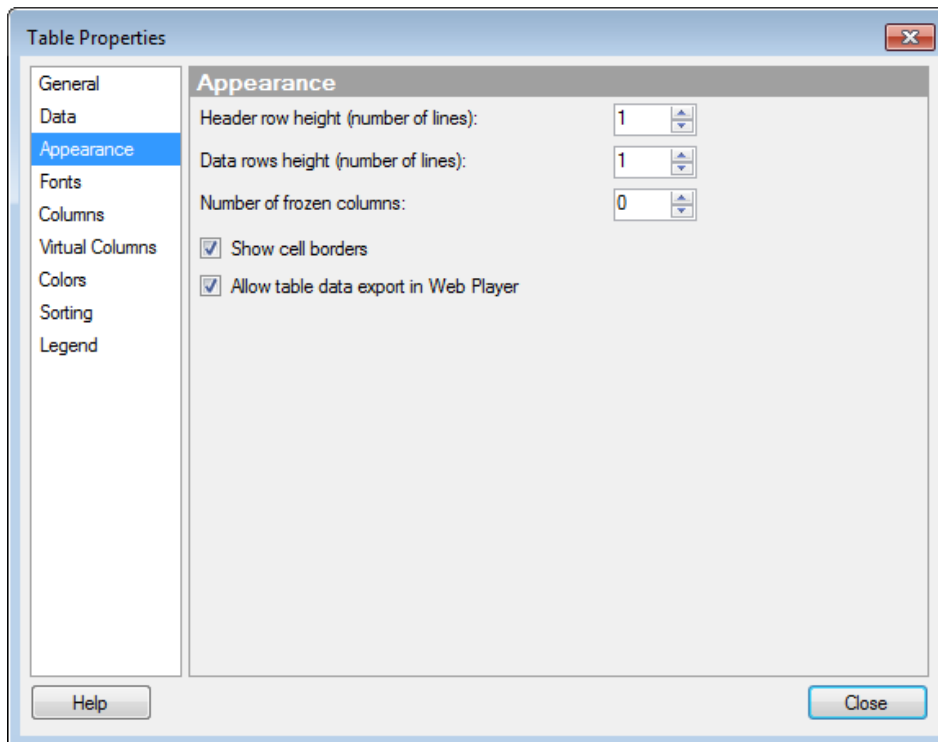 Table Properties
General
Data
Appearance
Fonts
Columns
Virtual Columns
Colors
Sorting
Legend
Appearance
Header row height (number of lines): 1
Data rows height (number of lines): 1
Number of frozen columns: 0
Show cell borders
Allow table data export in Web Player
Help
Close